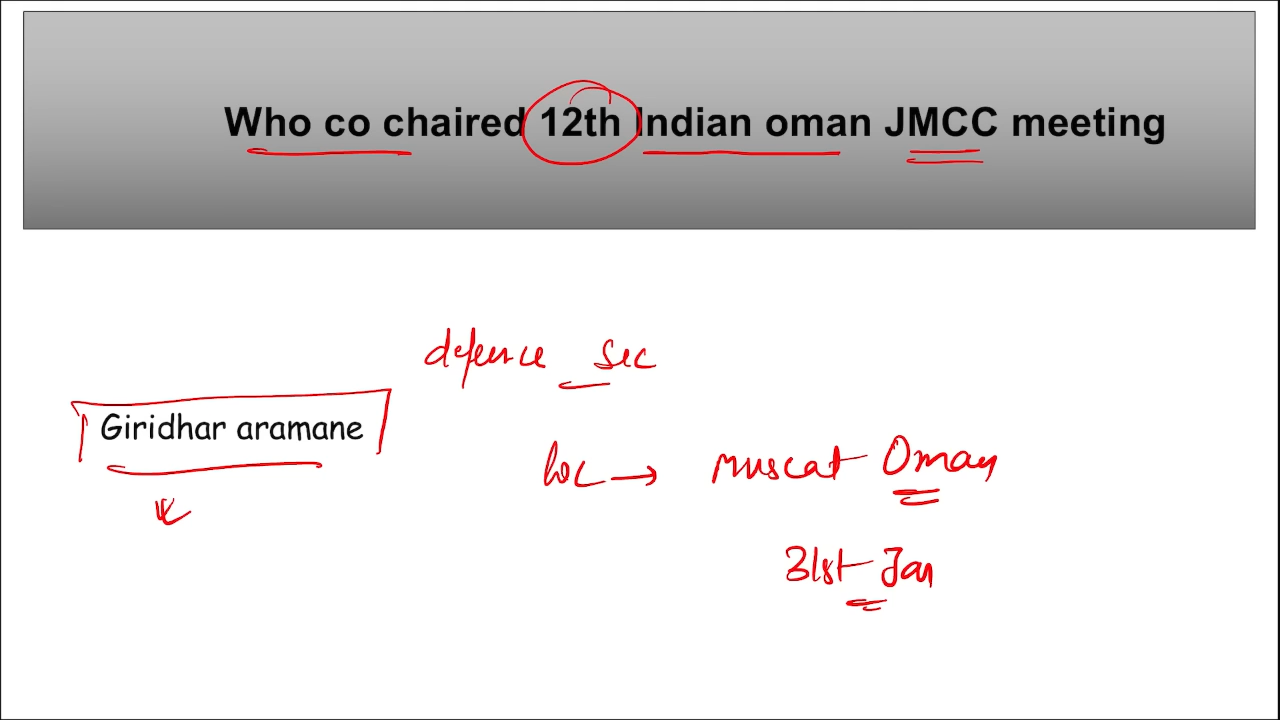 Who co chaired 12th Indian oman JMCC meeting
defence sec
Giridhar aramane
loc → muscat Oman
31st Jan